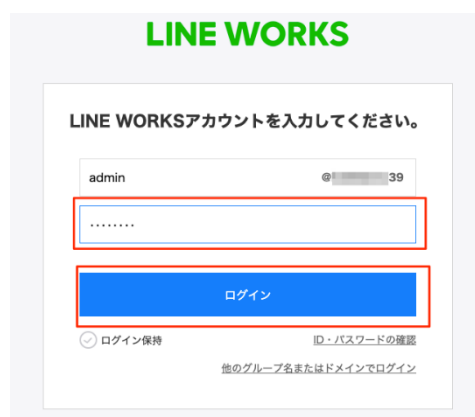 LINE WORKS
LINE WORKSアカウントを入力してください。
admin @ 39
........
ログイン
ログイン保持 ID・パスワードの確認
他のグループ名またはドメインでログイン